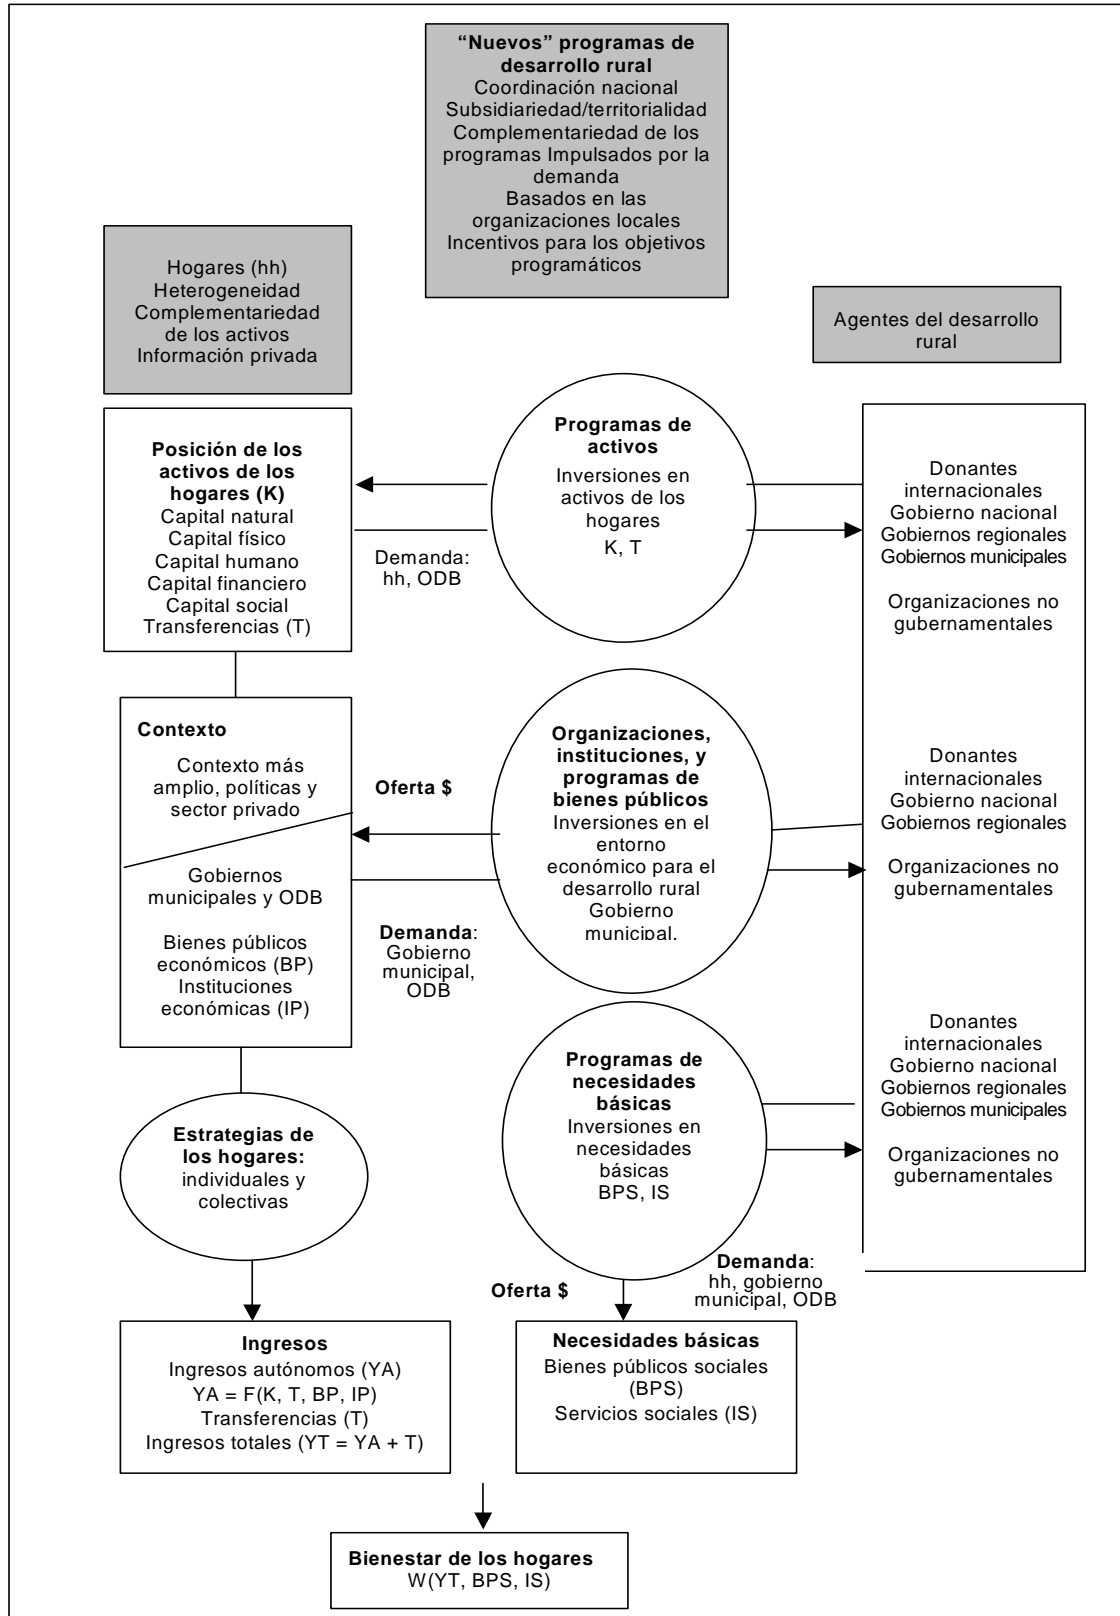 “Nuevos” programas de
desarrollo rural
Coordinación nacional
Subsidiariedad/territorialidad
Complementariedad de los
programas Impulsados por la
demanda
Basados en las
organizaciones locales
Incentivos para los objetivos
programáticos
Hogares (hh)
Heterogeneidad
Complementariedad
de los activos
Información privada
Agentes del desarrollo
rural
Posición de los
activos de los
hogares (K)
Capital natural
Capital físico
Capital humano
Capital financiero
Capital social
Transferencias (T)
Demanda:
hh, ODB
Programas de
activos
Inversiones en
activos de los
hogares
K, T
Donantes
internacionales
Gobierno nacional
Gobiernos regionales
Gobiernos municipales
Organizaciones no
gubernamentales
Contexto
Contexto más
amplio, políticas y
sector privado
Gobiernos
municipales y ODB
Bienes públicos
económicos (BP)
Instituciones
económicas (IP)
Oferta $
Demanda:
Gobierno
municipal,
ODB
Organizaciones,
instituciones, y
programas de
bienes públicos
Inversiones en el
entorno
económico para el
desarrollo rural
Gobierno
municipal.
Donantes
internacionales
Gobierno nacional
Gobiernos regionales
Organizaciones no
gubernamentales
Programas de
necesidades
básicas
Inversiones en
necesidades
básicas
BPS, IS
Donantes
internacionales
Gobierno nacional
Gobiernos regionales
Gobiernos municipales
Organizaciones no
gubernamentales
Estrategias de
los hogares:
individuales y
colectivas
Oferta $
Demanda:
hh, gobierno
municipal, ODB
Ingresos
Ingresos autónomos (YA)
YA = F(K, T, BP, IP)
Transferencias (T)
Ingresos totales (YT = YA + T)
Necesidades básicas
Bienes públicos sociales
(BPS)
Servicios sociales (IS)
Bienestar de los hogares
W(YT, BPS, IS)